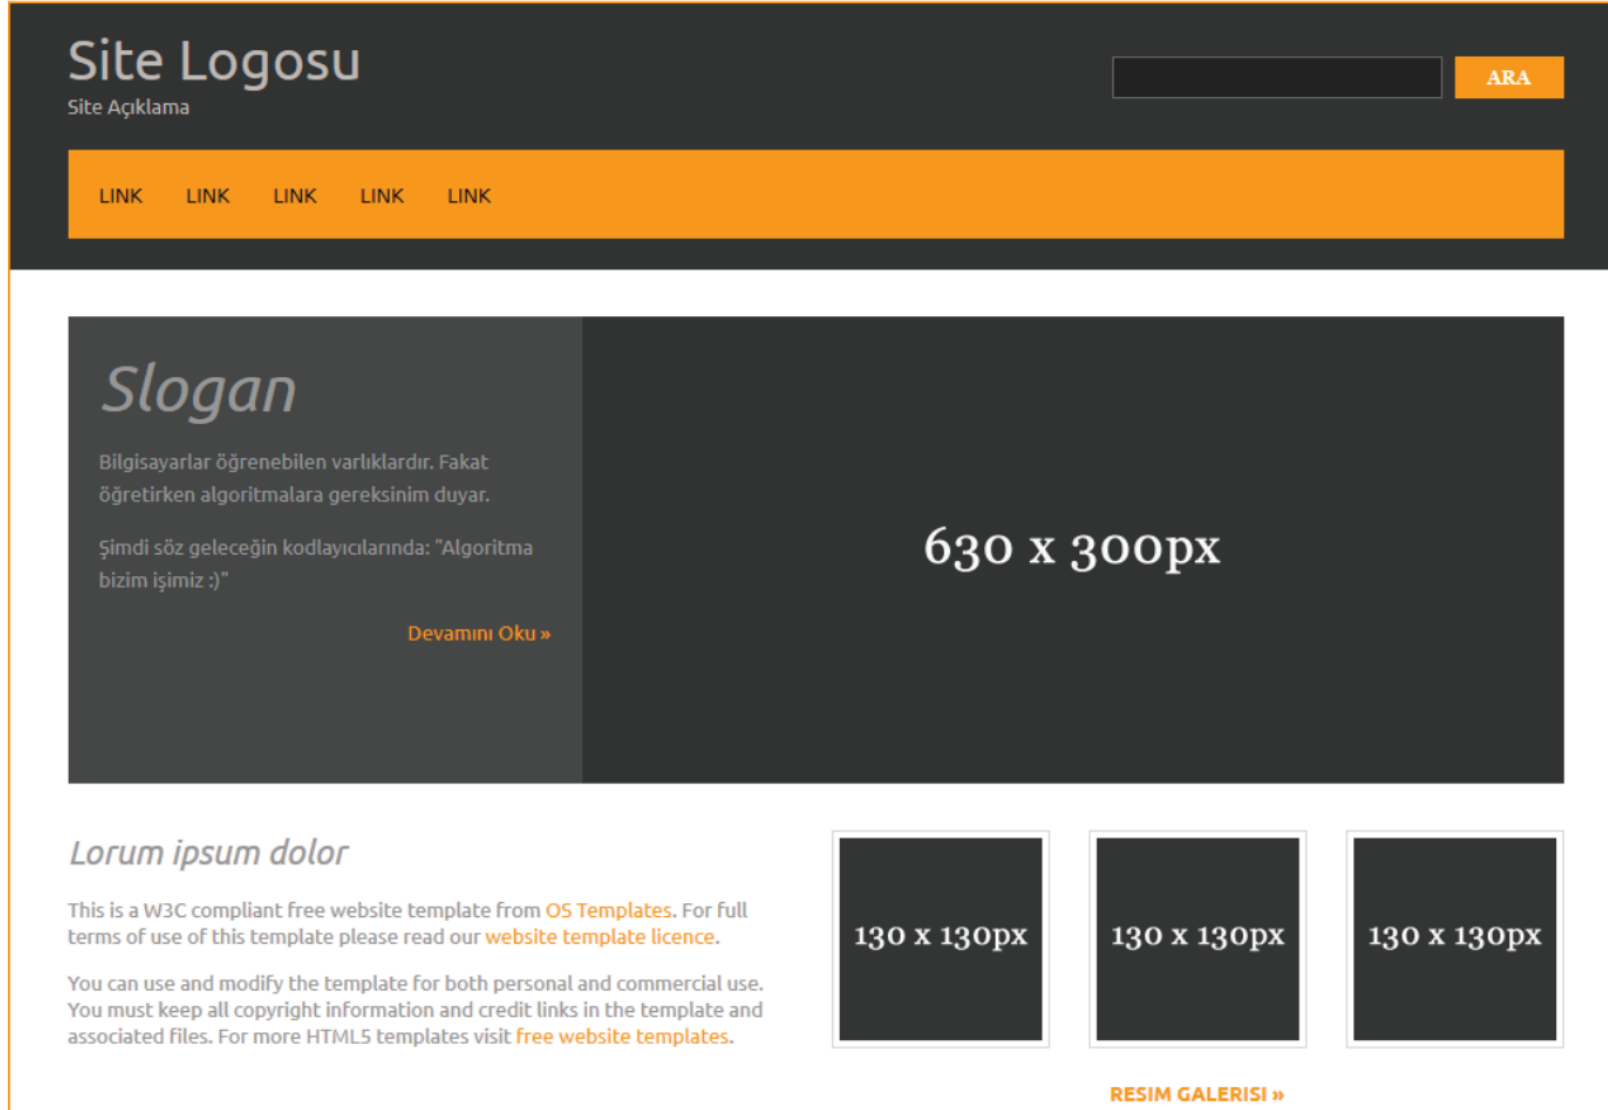 Site Logosu
Site Açıklama
ARA
LINK LINK LINK LINK LINK
Slogan
Bilgisayarlar öğrenebilen varlıklardır. Fakat
öğretirken algoritmalara gereksinim duyar.
Şimdi söz geleceğin kodlayıcılarında: "Algoritma
bizim işimiz :)"
Devamını Oku »
630 x 300px
Lorum ipsum dolor
This is a W3C compliant free website template from OS Templates. For full
terms of use of this template please read our website template licence.
You can use and modify the template for both personal and commercial use.
You must keep all copyright information and credit links in the template and
associated files. For more HTML5 templates visit free website templates.
130 x 130px 130 x 130px 130 x 130px
RESIM GALERISI »